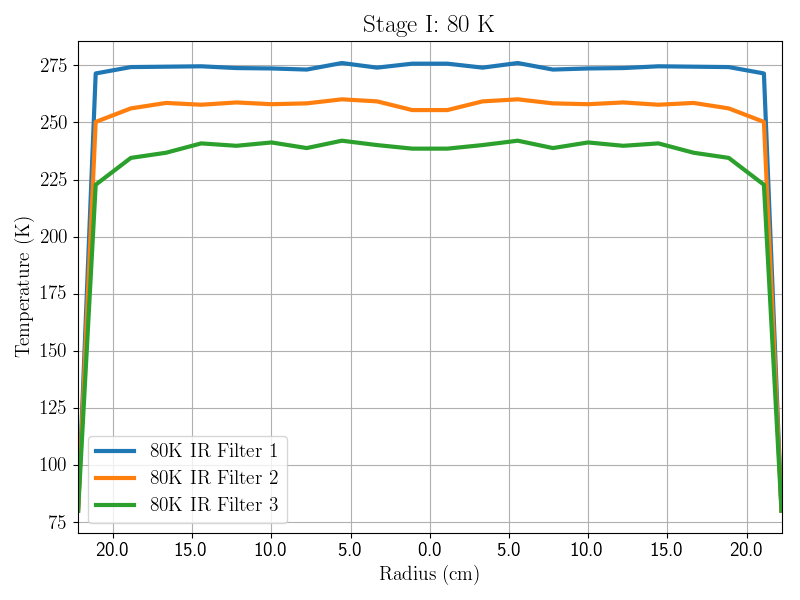 Stage I: 80 K
Temperature (K)
275
250
225
200
175
150
125
100
75
80K IR Filter 1
80K IR Filter 2
80K IR Filter 3
20.0 15.0 10.0 5.0 0.0 5.0 10.0 15.0 20.0
Radius (cm)